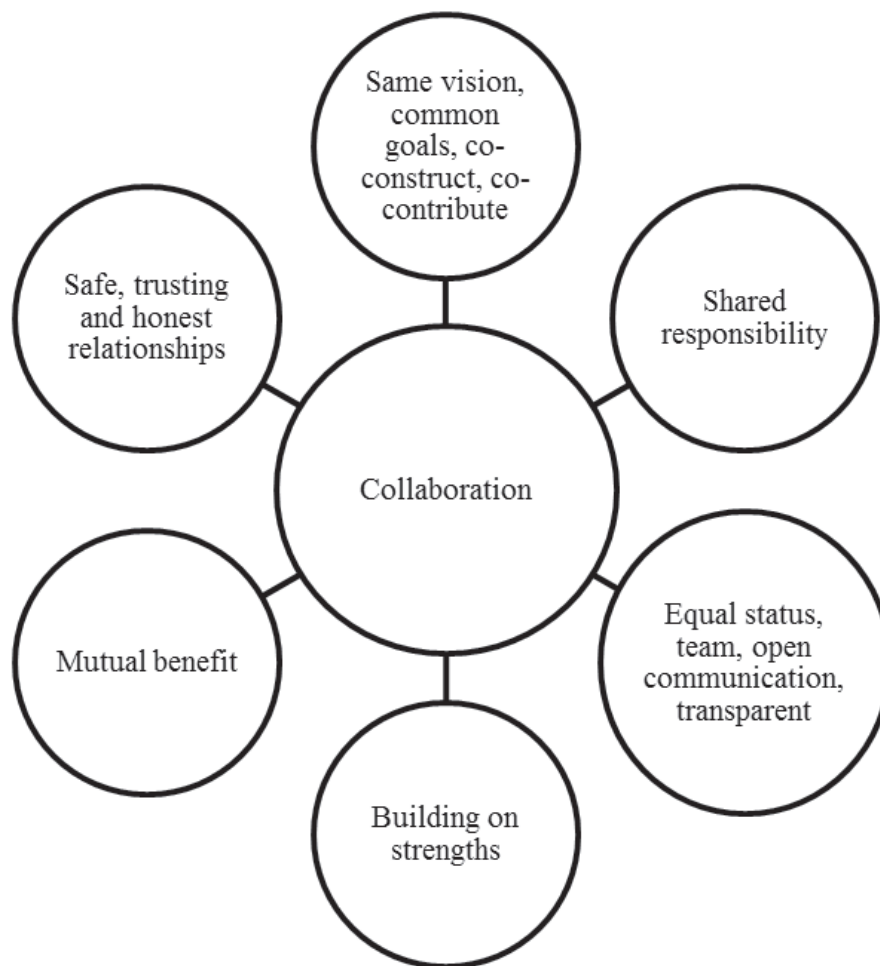 Same vision,
common
goals, co-
construct, co-
contribute
Safe, trusting
and honest
relationships
Shared
responsibility
Collaboration
Mutual benefit
Equal status,
team, open
communication,
transparent
Building on
strengths